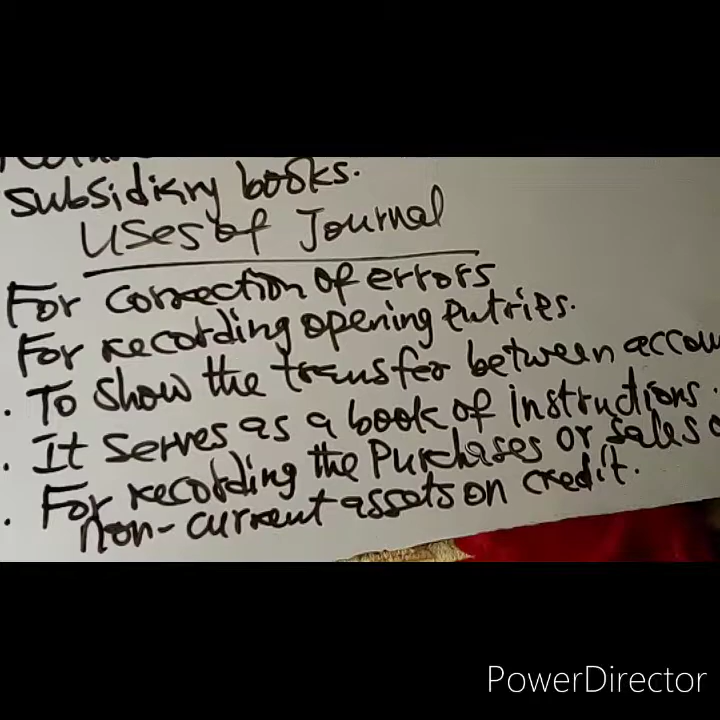 subsidiary books.
Uses of Journal
For correction of errors
For recording opening entries.
. To show the transfer between
. It serves as a book of instructions.
. For recording the Purchases or sales
non-current assets on credit.
PowerDirector